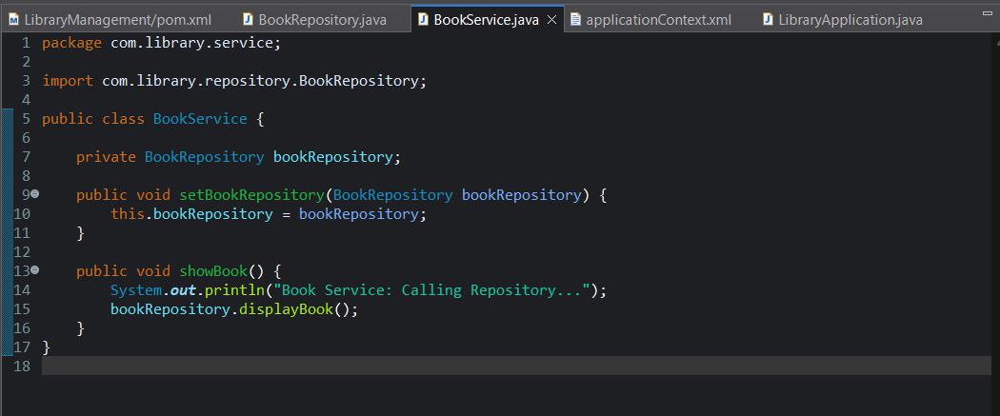 LibraryManagement/pom.xml BookRepository.java BookService.java applicationContext.xml LibraryApplication.java
1 package com.library.service;
2
3 import com.library.repository.BookRepository;
4
5 public class BookService {
6
7     private BookRepository bookRepository;
8
9     public void setBookRepository(BookRepository bookRepository) {
10         this.bookRepository = bookRepository;
11     }
12
13     public void showBook() {
14         System.out.println("Book Service: Calling Repository...");
15         bookRepository.displayBook();
16     }
17 }
18